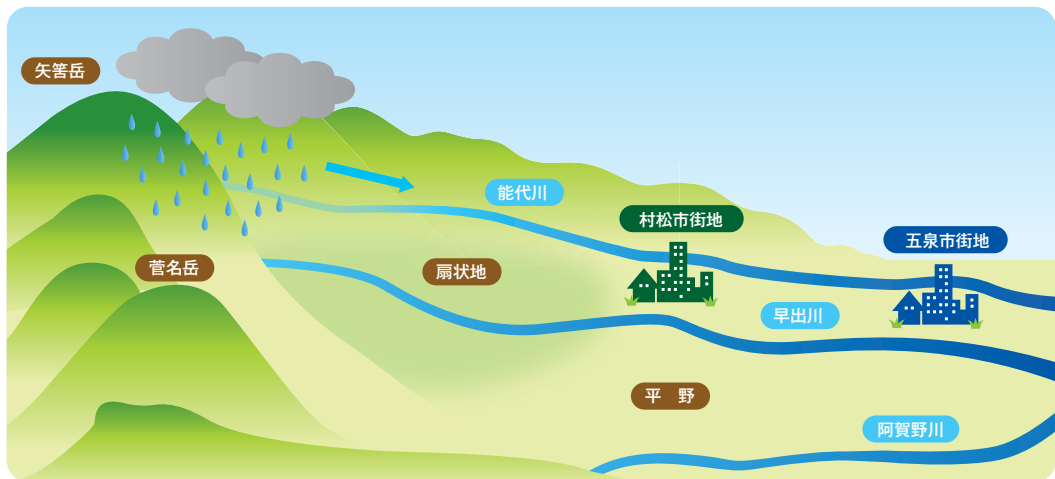 矢筈岳
能代川
村松市街地
五泉市街地
菅名岳
扇状地
早出川
平　野
阿賀野川